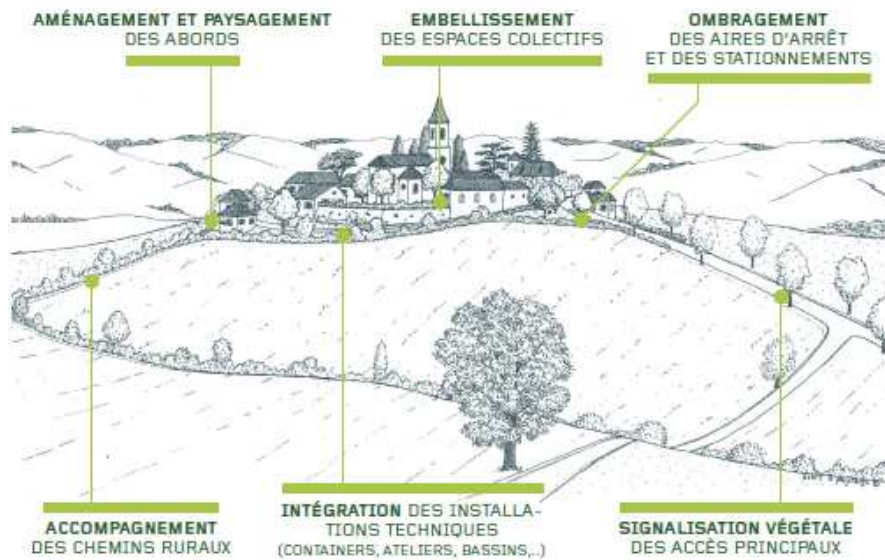 AMÉNAGEMENT ET PAYSAGEMENT
DES ABORDS
EMBELLISSEMENT
DES ESPACES COLECTIFS
OMBRAGEMENT
DES AIRES D'ARRÊT
ET DES STATIONNEMENTS
ACCOMPAGNEMENT
DES CHEMINS RURAUX
INTÉGRATION DES INSTALLA-
TIONS TECHNIQUES
(CONTAINERS, ATELIERS, BASSINS,..)
SIGNALISATION VÉGÉTALE
DES ACCÈS PRINCIPAUX